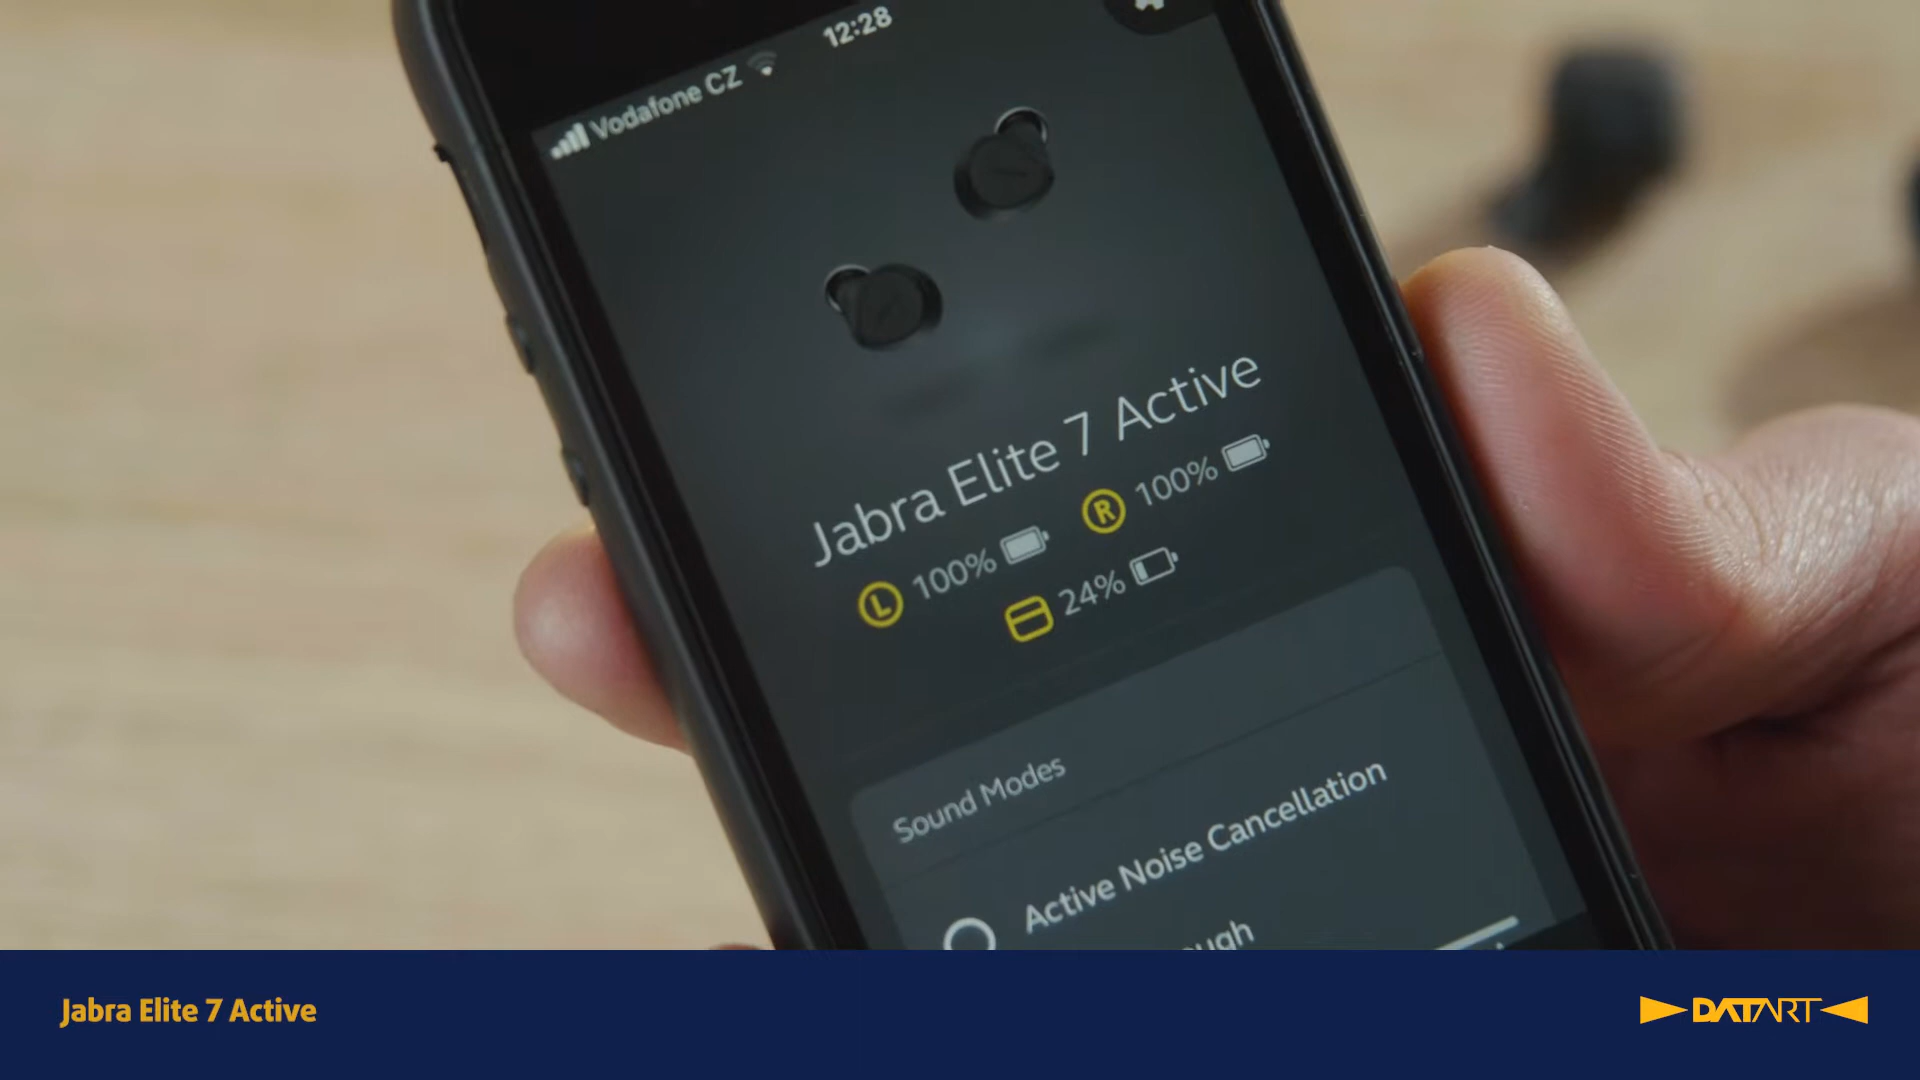 12:28
Vodafone CZ
Jabra Elite 7 Active
L 100% R 100%
24%
Sound Modes
Active Noise Cancellation
Jabra Elite 7 Active
DATART